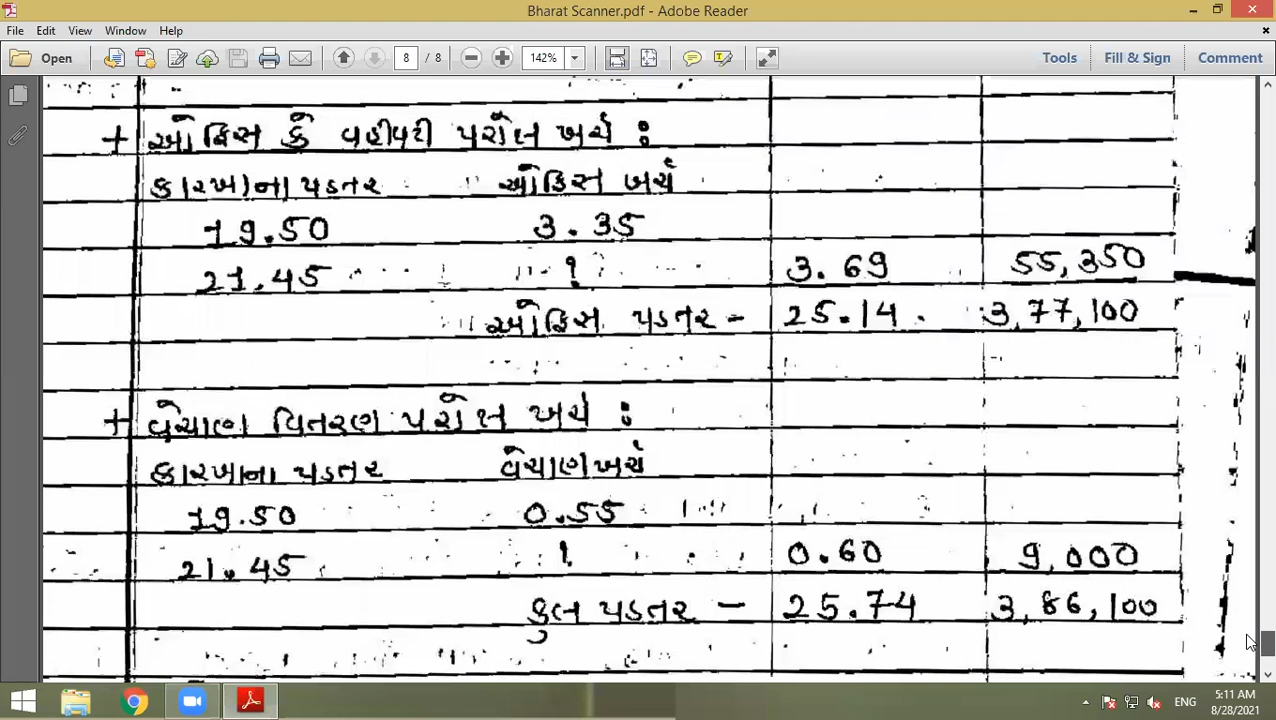 Bharat Scanner.pdf - Adobe Reader
File Edit View Window Help
Open 8 / 8 142% Tools Fill & Sign Comment
+ ઓફિસ કે વહીવટી પરોક્ષ ખર્ચ :
કારખાના પડતર ઓફિસ ખર્ચ
19.50 3.35
21.45 ? 3.69 55,350
ઓફિસ પડતર - 25.14 3,77,100
+ વેચાણ વિતરણ પરોક્ષ ખર્ચ :
કારખાના પડતર વેચાણ ખર્ચ
19.50 0.55
21.45 ? 0.60 9,000
કુલ પડતર - 25.74 3,86,100
ENG 5:11 AM
8/28/2021